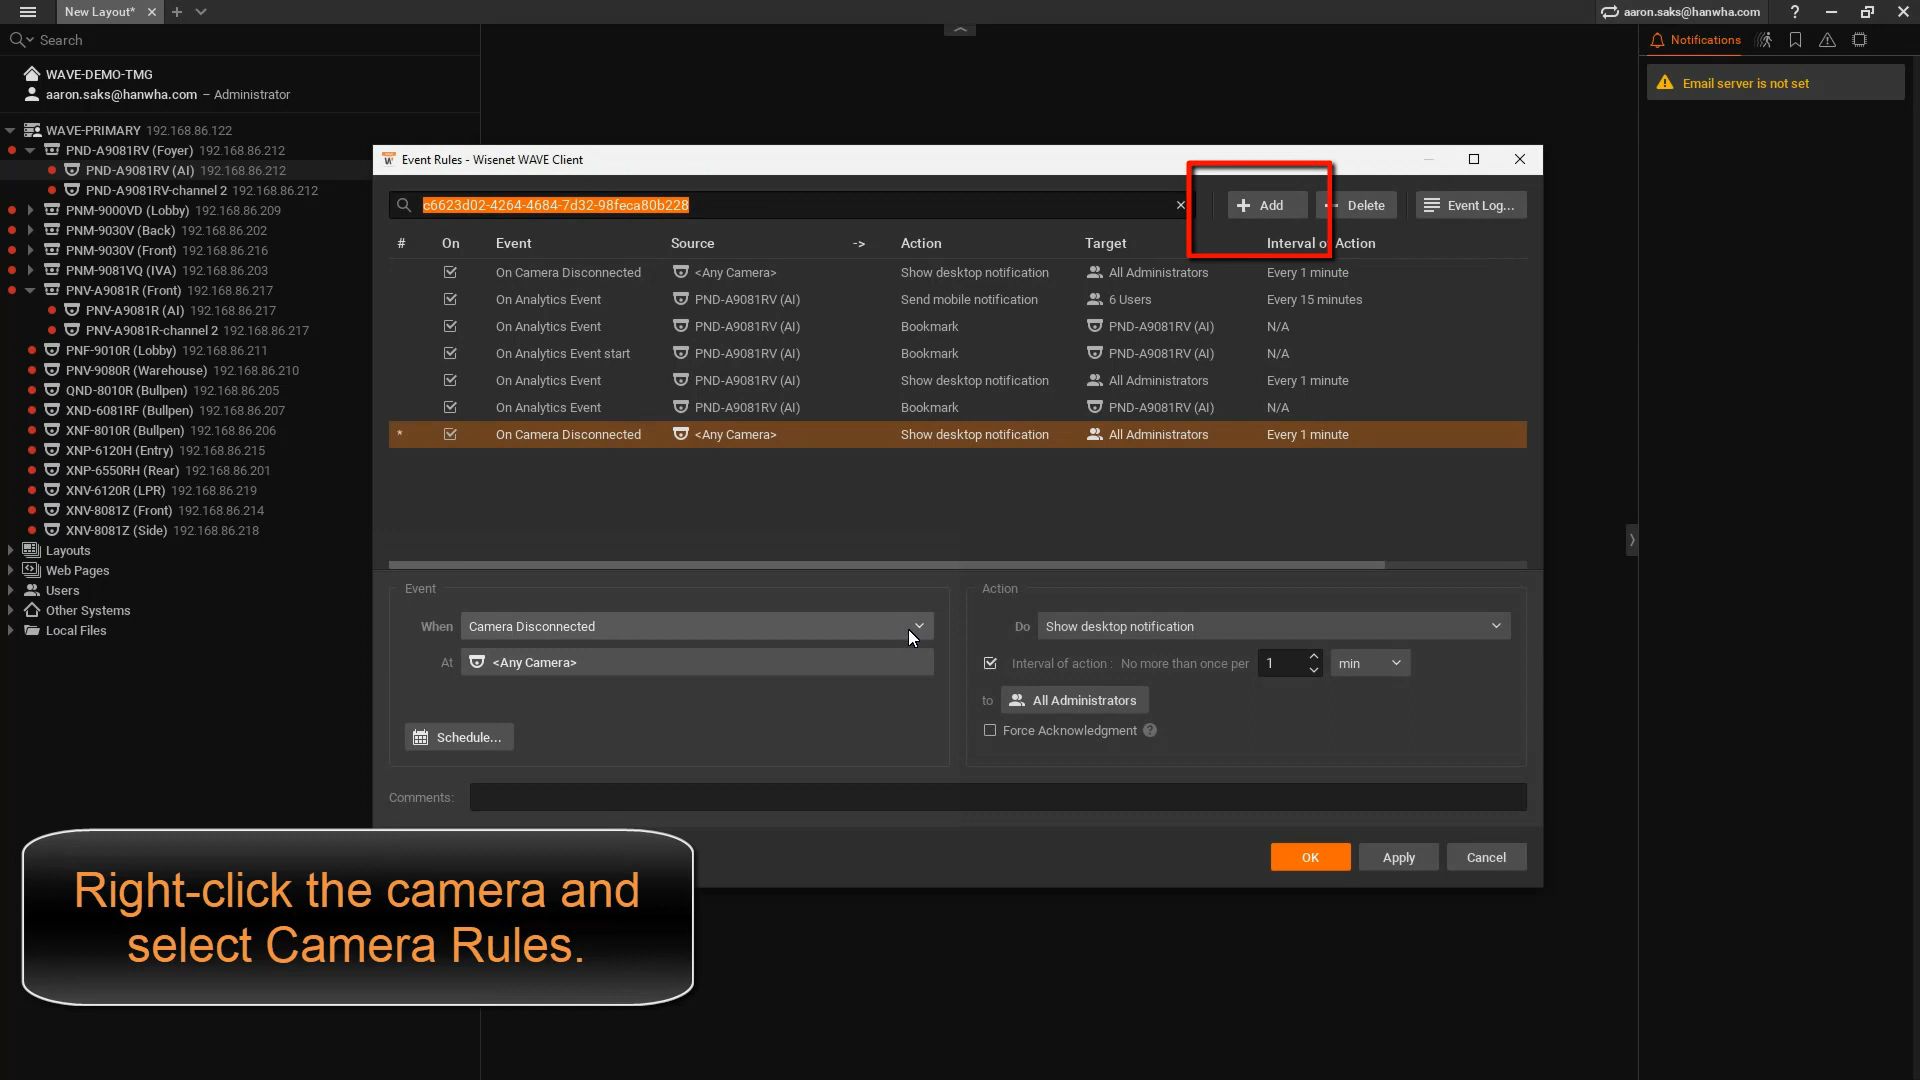 New Layout*
aaron.saks@hanwha.com
?
Search
Notifications
WAVE-DEMO-TMG
aaron.saks@hanwha.com – Administrator
Email server is not set
WAVE-PRIMARY 192.168.86.122
PND-A9081RV (Foyer) 192.168.86.212
PND-A9081RV (AI) 192.168.86.212
PND-A9081RV-channel 2 192.168.86.212
PNM-9000VD (Lobby) 192.168.86.209
PNM-9030V (Back) 192.168.86.202
PNM-9030V (Front) 192.168.86.216
PNM-9081VQ (IVA) 192.168.86.203
PNV-A9081R (Front) 192.168.86.217
PNV-A9081R (AI) 192.168.86.217
PNV-A9081R-channel 2 192.168.86.217
PNF-9010R (Lobby) 192.168.86.211
PNV-9080R (Warehouse) 192.168.86.210
QND-8010R (Bullpen) 192.168.86.205
XND-6081RF (Bullpen) 192.168.86.207
XNF-8010R (Bullpen) 192.168.86.206
XNP-6120H (Entry) 192.168.86.215
XNP-6550RH (Rear) 192.168.86.201
XNV-6120R (LPR) 192.168.86.219
XNV-8081Z (Front) 192.168.86.214
XNV-8081Z (Side) 192.168.86.218
Layouts
Web Pages
Users
Other Systems
Local Files
W Event Rules - Wisenet WAVE Client
c6623d02-4264-4684-7d32-98feca80b228
Add
Delete
Event Log...
# On Event Source -> Action Target Interval of Action
On Camera Disconnected <Any Camera> Show desktop notification All Administrators Every 1 minute
On Analytics Event PND-A9081RV (AI) Send mobile notification 6 Users Every 15 minutes
On Analytics Event PND-A9081RV (AI) Bookmark PND-A9081RV (AI) N/A
On Analytics Event start PND-A9081RV (AI) Bookmark PND-A9081RV (AI) N/A
On Analytics Event PND-A9081RV (AI) Show desktop notification All Administrators Every 1 minute
On Analytics Event PND-A9081RV (AI) Bookmark PND-A9081RV (AI) N/A
* On Camera Disconnected <Any Camera> Show desktop notification All Administrators Every 1 minute
Event
When Camera Disconnected
At <Any Camera>
Schedule...
Action
Do Show desktop notification
Interval of action : No more than once per 1 min
to All Administrators
Force Acknowledgment ?
Comments:
OK
Apply
Cancel
Right-click the camera and
select Camera Rules.